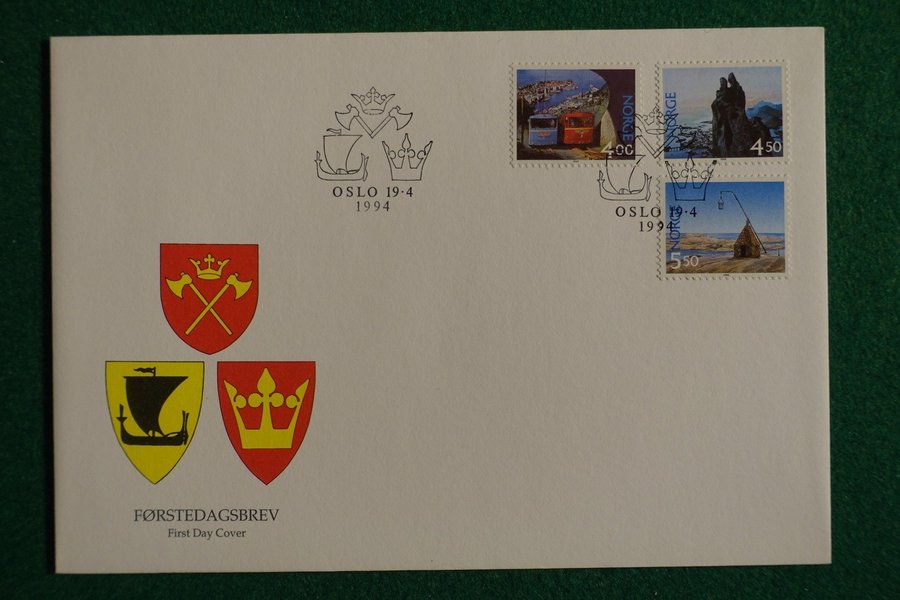 OSLO 19·4
1994
NORGE
4 00
NORGE
4 50
OSLO 19·4
1994
NORGE
5 50
FØRSTEDAGSBREV
First Day Cover